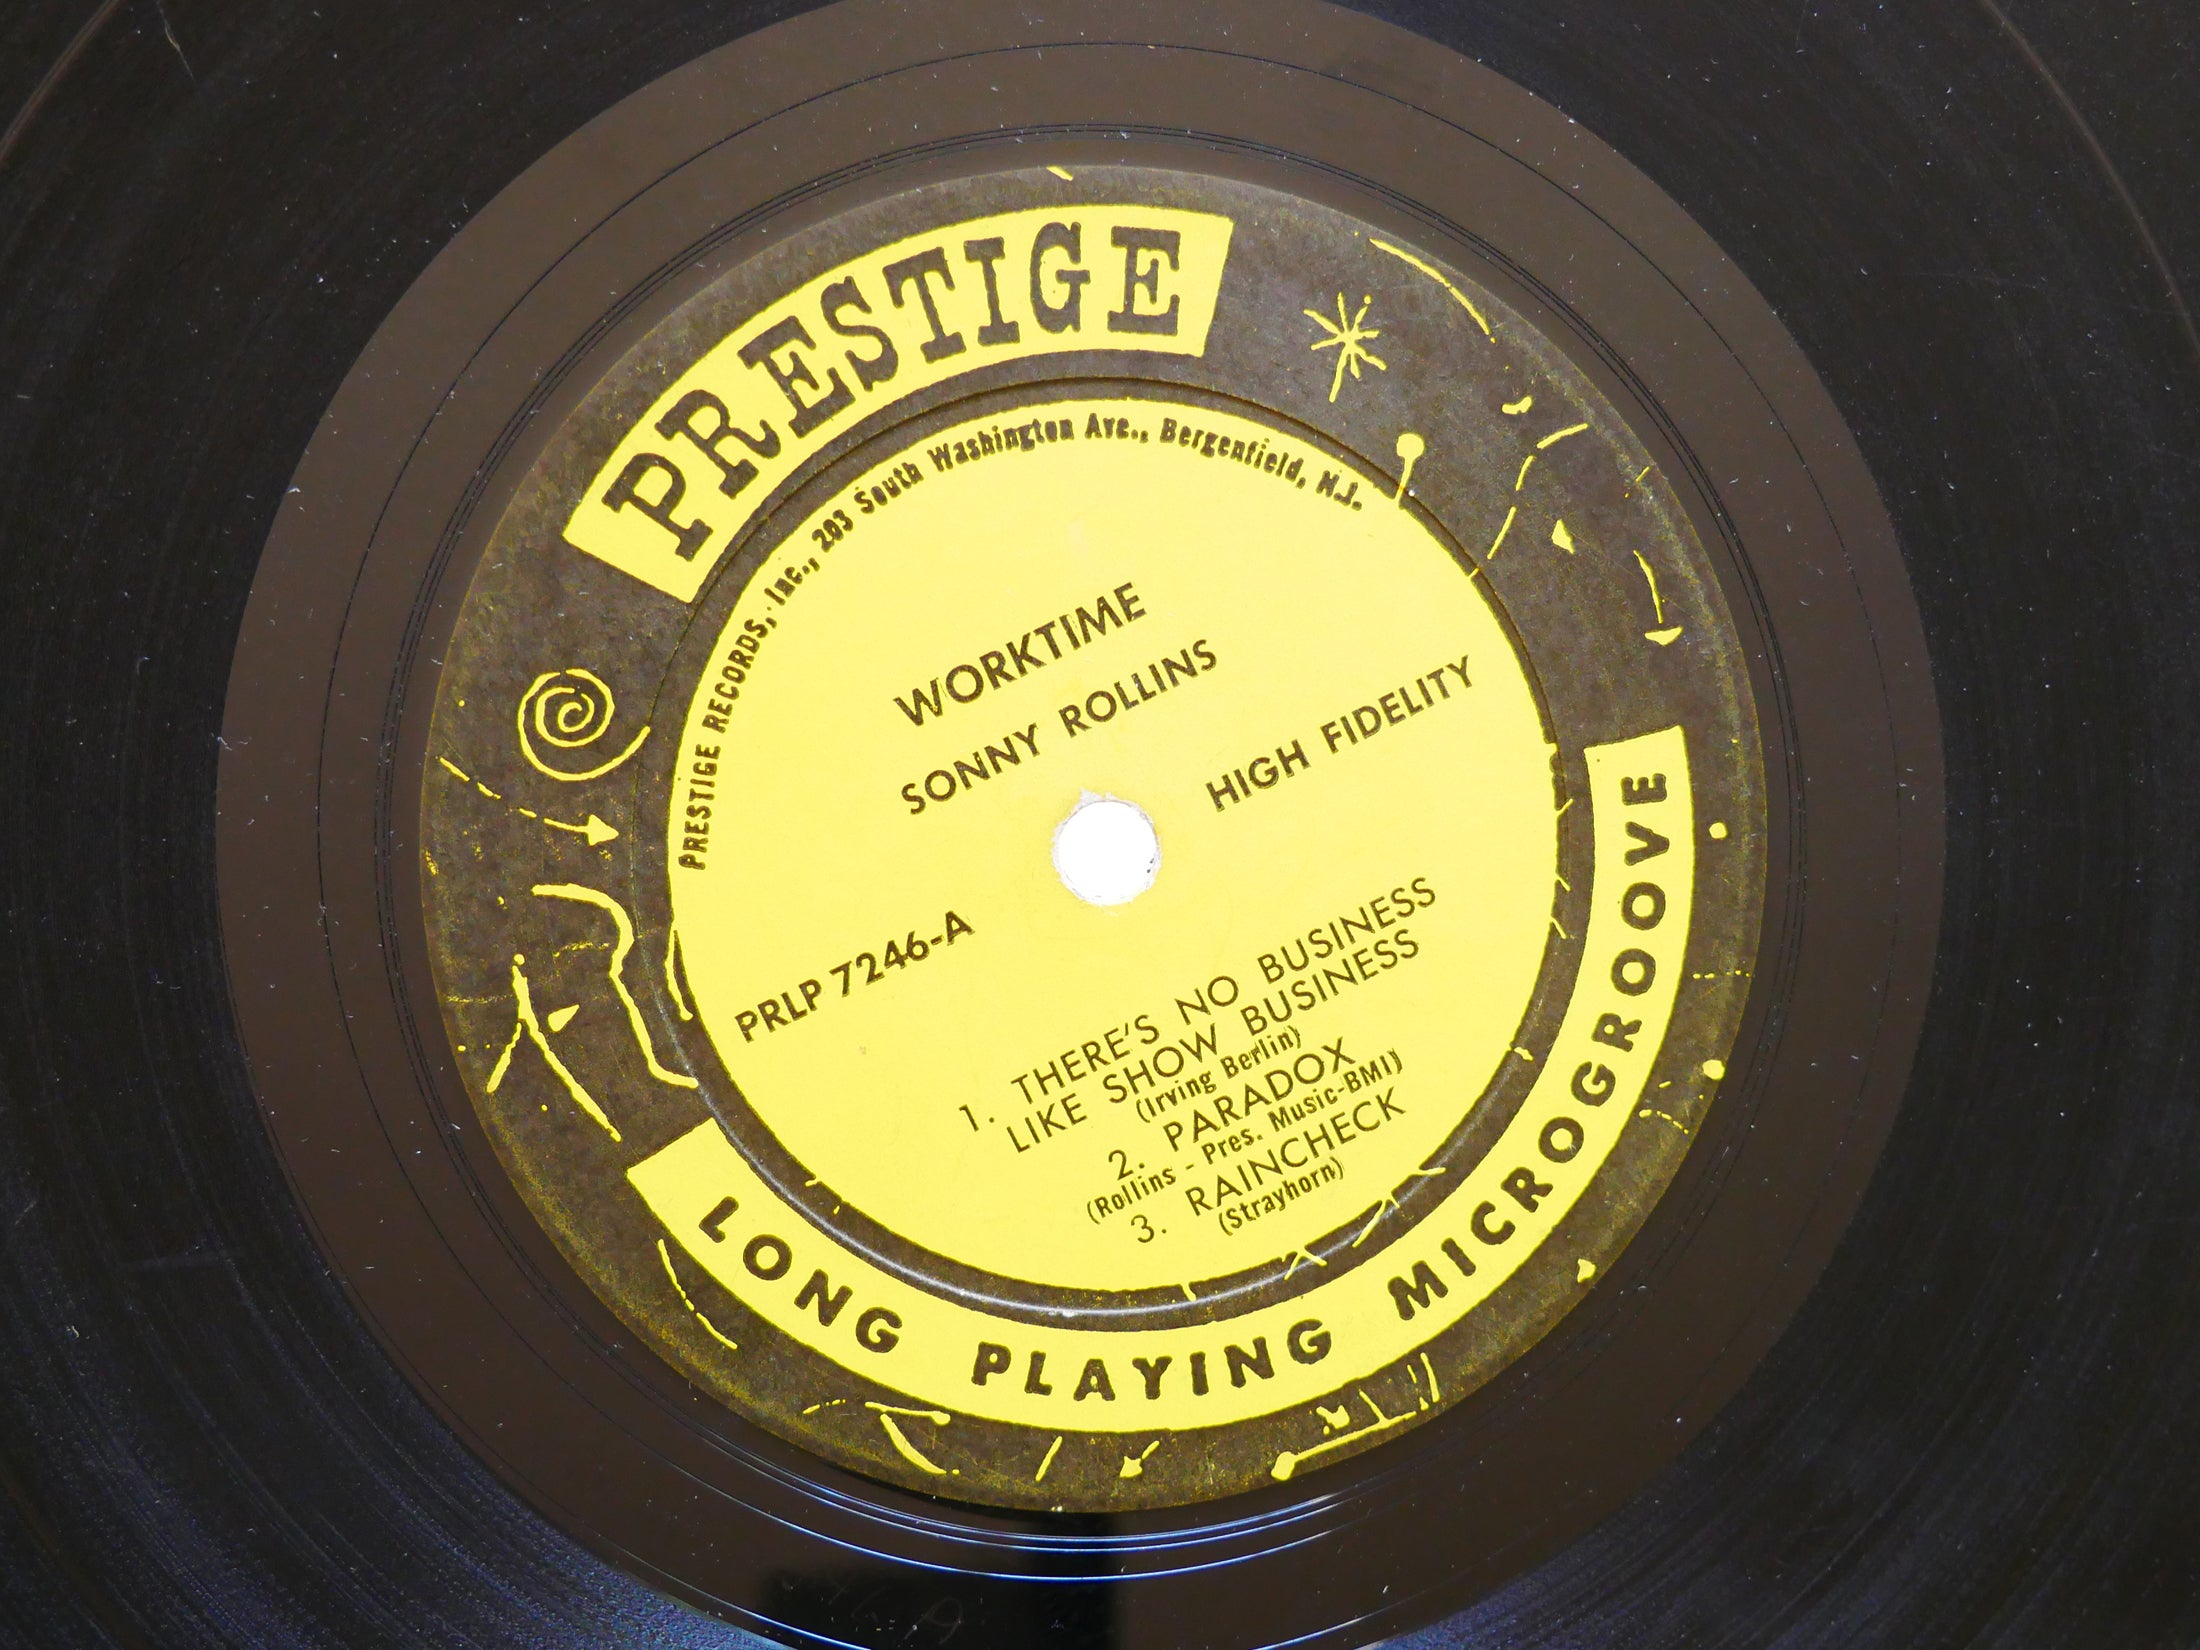 PRESTIGE
PRESTIGE RECORDS, Inc., 203 South Washington Ave., Bergenfield, N.J.
WORKTIME
SONNY ROLLINS
HIGH FIDELITY
PRLP 7246-A
1. THERE'S NO BUSINESS
LIKE SHOW BUSINESS
(Irving Berlin)
2. PARADOX
(Rollins - Pres. Music-BMI)
3. RAINCHECK
(Strayhorn)
LONG PLAYING MICROGROOVE